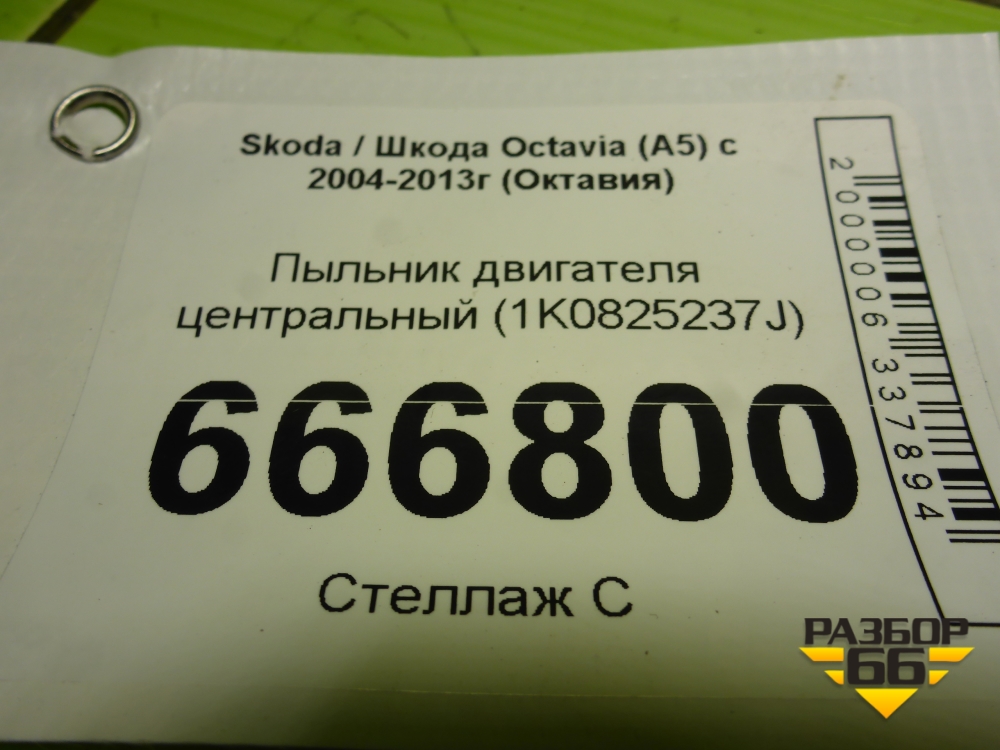 Skoda / Шкода Octavia (A5) с
2004-2013г (Октавия)
Пыльник двигателя
центральный (1K0825237J)
666800
Стеллаж С
2000006337894
РАЗБОР
66